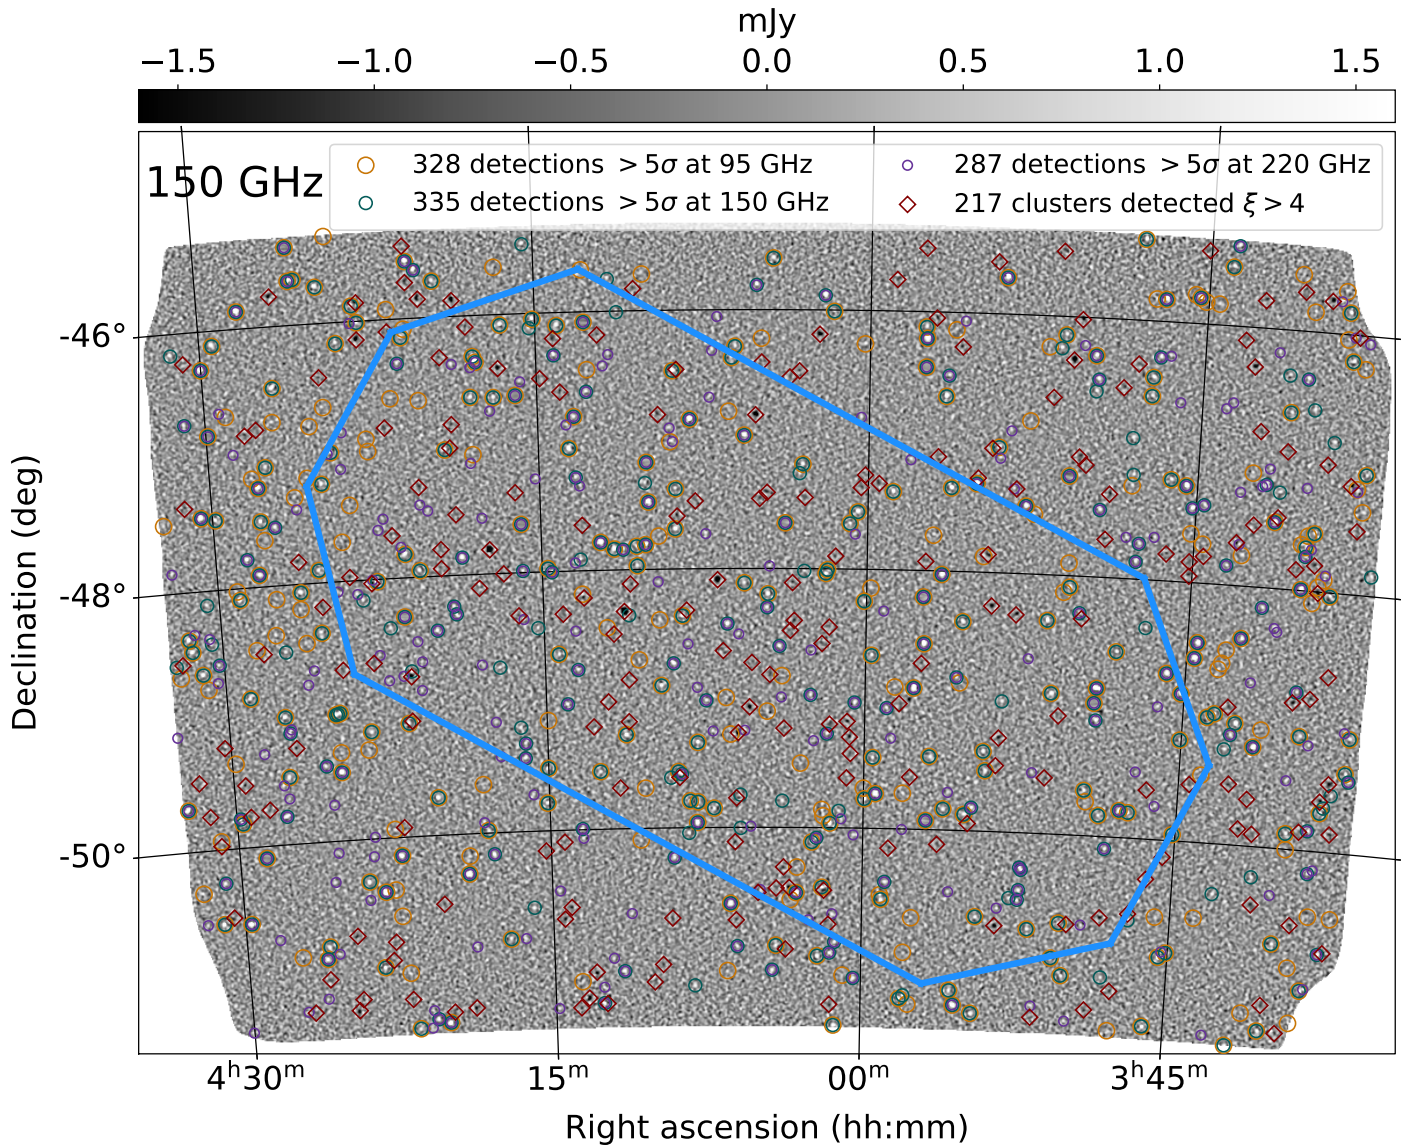 mJy
−1.5 −1.0 −0.5 0.0 0.5 1.0 1.5
150 GHz
328 detections > 5σ at 95 GHz
335 detections > 5σ at 150 GHz
287 detections > 5σ at 220 GHz
217 clusters detected ξ > 4
-46°
-48°
-50°
Declination (deg)
4ʰ30ᵐ 15ᵐ 00ᵐ 3ʰ45ᵐ
Right ascension (hh:mm)